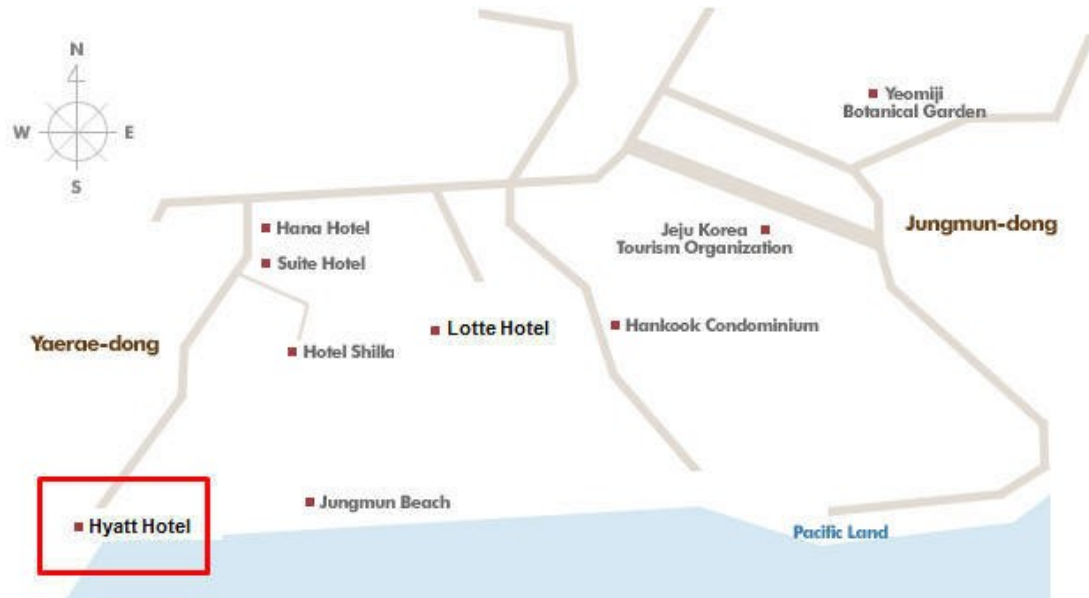 N
W E
S
Yeomiji
Botanical Garden
Hana Hotel
Suite Hotel
Jeju Korea
Tourism Organization
Jungmun-dong
Yaerae-dong
Lotte Hotel
Hankook Condominium
Hotel Shilla
Jungmun Beach
Hyatt Hotel
Pacific Land